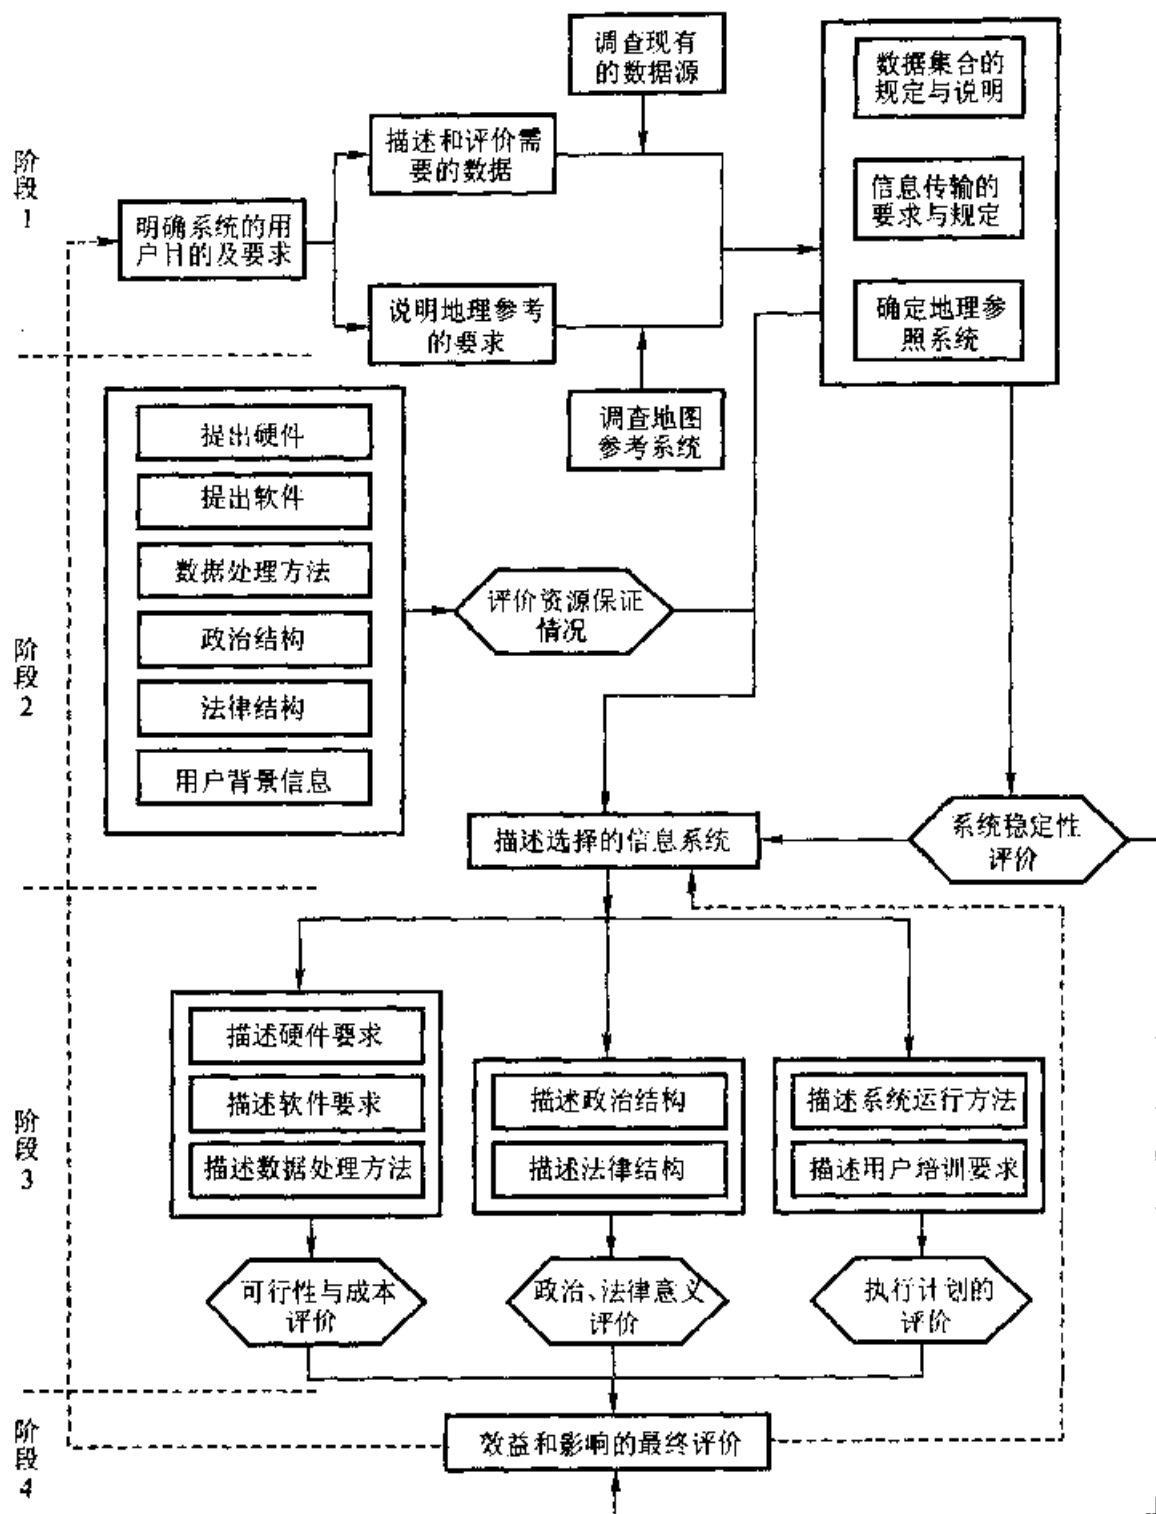 调查现有
的数据源
数据集合的
规定与说明
阶段1
描述和评价需
要的数据
信息传输的
要求与规定
明确系统的用
户目的及要求
说明地理参考
的要求
确定地理参
照系统
调查地图
参考系统
阶段2
提出硬件
提出软件
数据处理方法
政治结构
法律结构
用户背景信息
评价资源保证
情况
描述选择的信息系统
系统稳定性
评价
阶段3
描述硬件要求
描述软件要求
描述数据处理方法
描述政治结构
描述法律结构
描述系统运行方法
描述用户培训要求
可行性与成本
评价
政治、法律意义
评价
执行计划的
评价
阶段4
效益和影响的最终评价